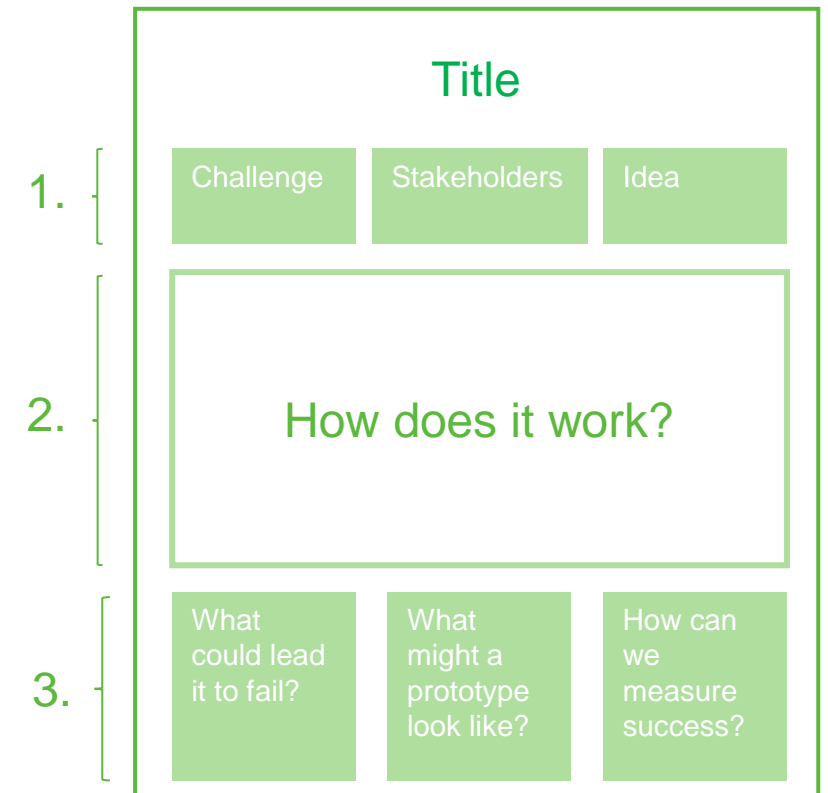 Title
1.
Challenge
Stakeholders
Idea
2.
How does it work?
3.
What
could lead
it to fail?
What
might a
prototype
look like?
How can
we
measure
success?